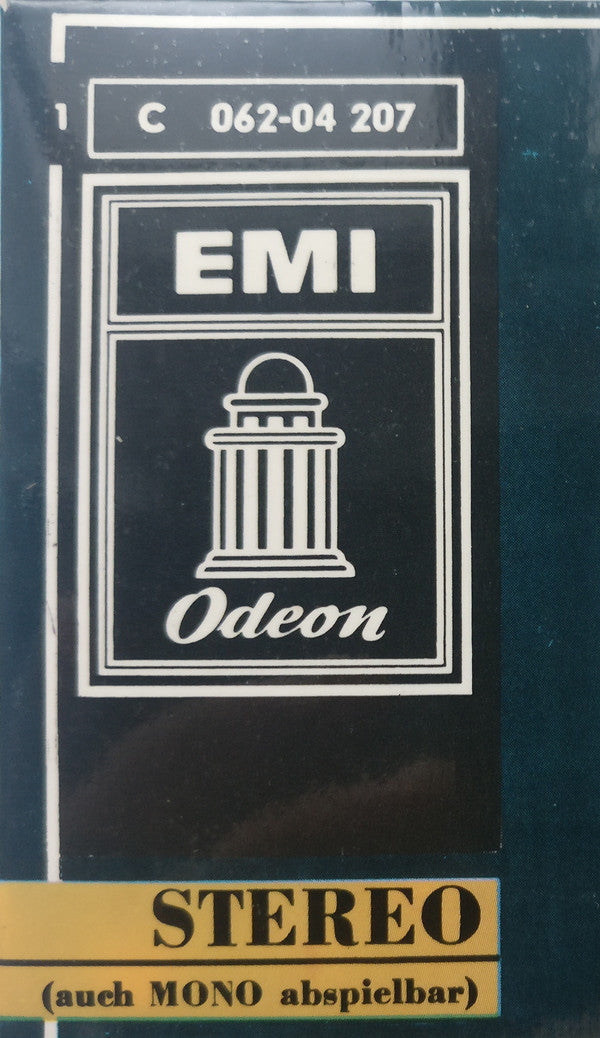 1 C 062-04 207
EMI
Odeon
STEREO
(auch MONO abspielbar)